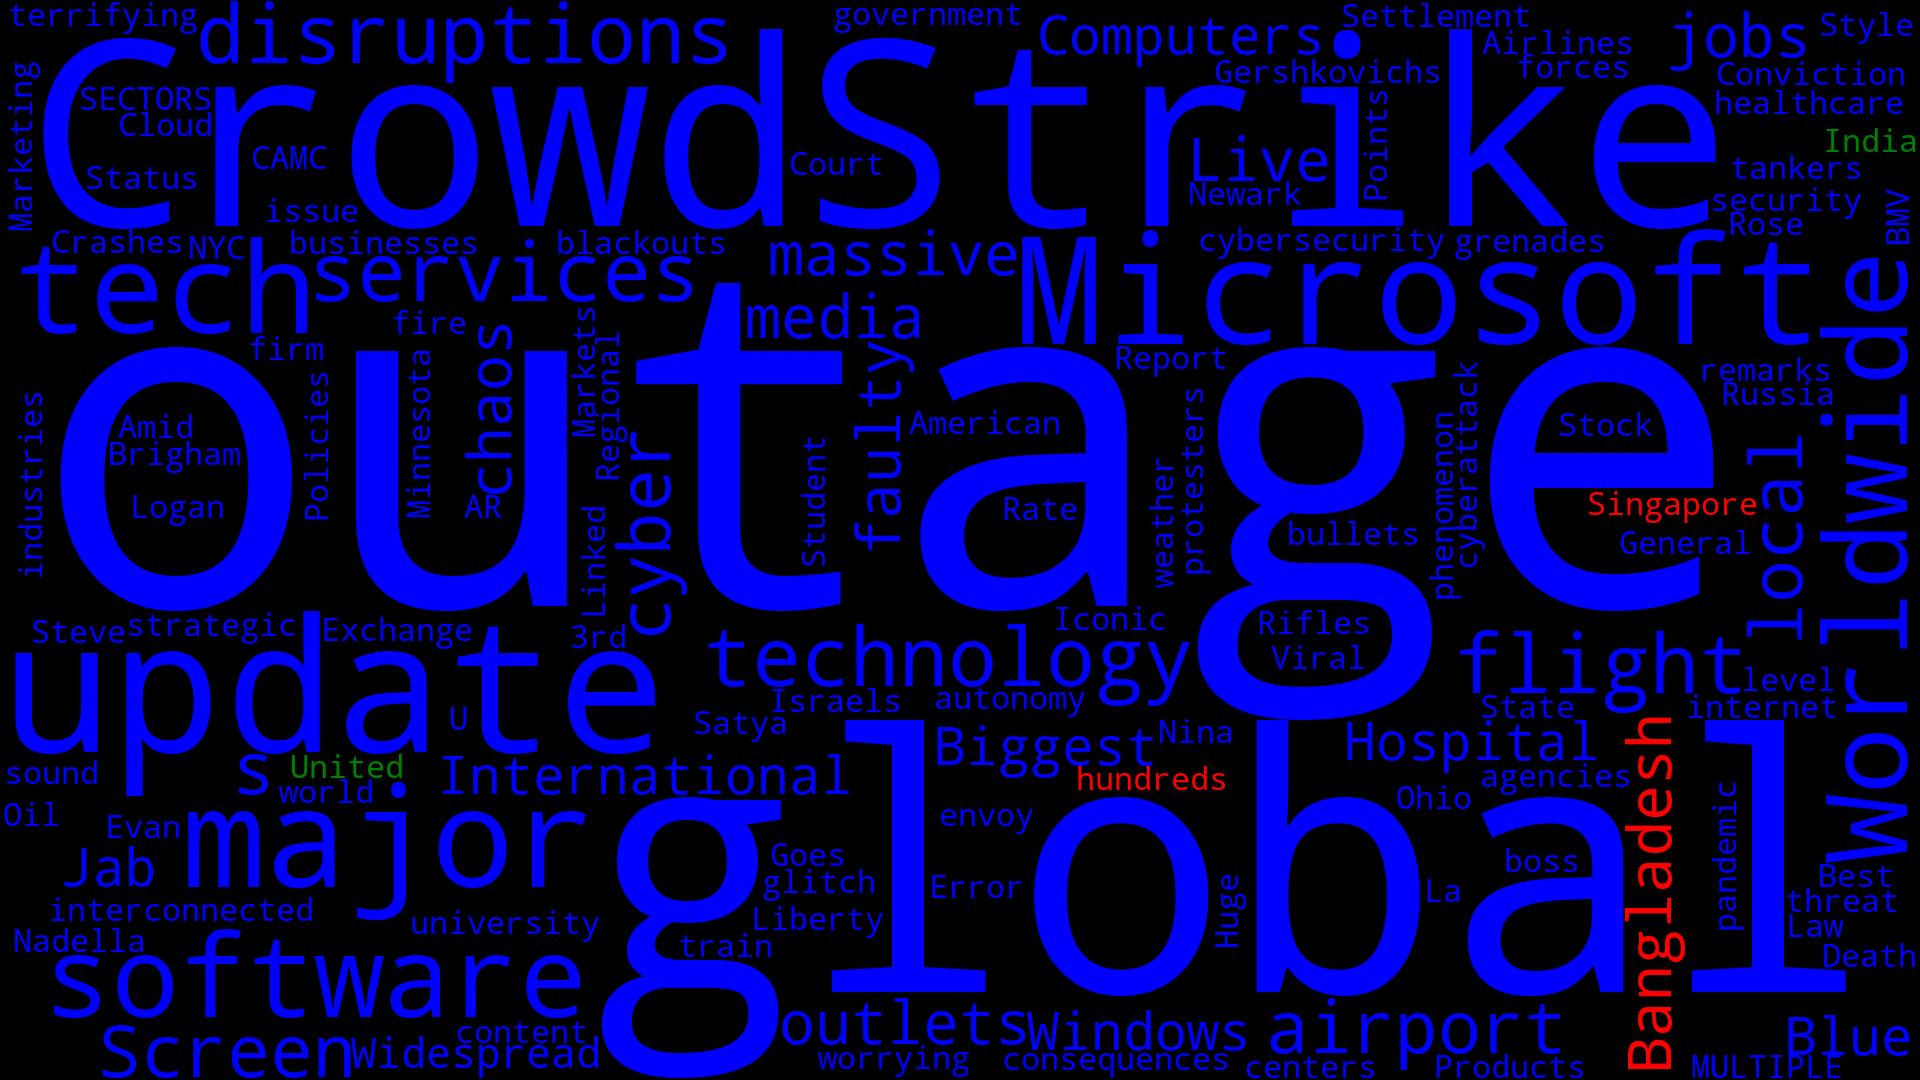 terrifying
disruptions
government
Computers
Settlement
Airlines
jobs
Style
CrowdStrike
Marketing
SECTORS
Cloud
Status
CAMC
issue
Court
Gershkovichs
forces
Live
Newark
Points
Conviction
healthcare
India
tankers
security
Rose
BMV
Crashes
NYC
businesses
blackouts
massive
cybersecurity
grenades
tech
services
media
Microsoft
Worldwide
fire
firm
chaos
Markets
Regional
faulty
Report
remarks
Russia
outage
industries
Amid
Brigham
Logan
Policies
Minnesota
AR
Linked
cyber
Student
American
Rate
weather
protesters
bullets
phenomenon
cyberattack
Stock
Singapore
General
local
Steve
strategic
Exchange
3rd
technology
Iconic
Rifles
Viral
flight
level
internet
State
update
U
Satya
Israels
autonomy
Biggest
Nina
Hospital
agencies
sound
s
United
world
International
hundreds
Ohio
Oil
Evan
major
envoy
Bangladesh
pandemic
global
Jab
Goes
glitch
Error
Huge
La
boss
Best
threat
Law
Death
interconnected
university
Liberty
Nadella
train
software
Screen
content
Widespread
outlets
Windows
airport
Blue
worrying
consequences
centers
Products
MULTIPLE